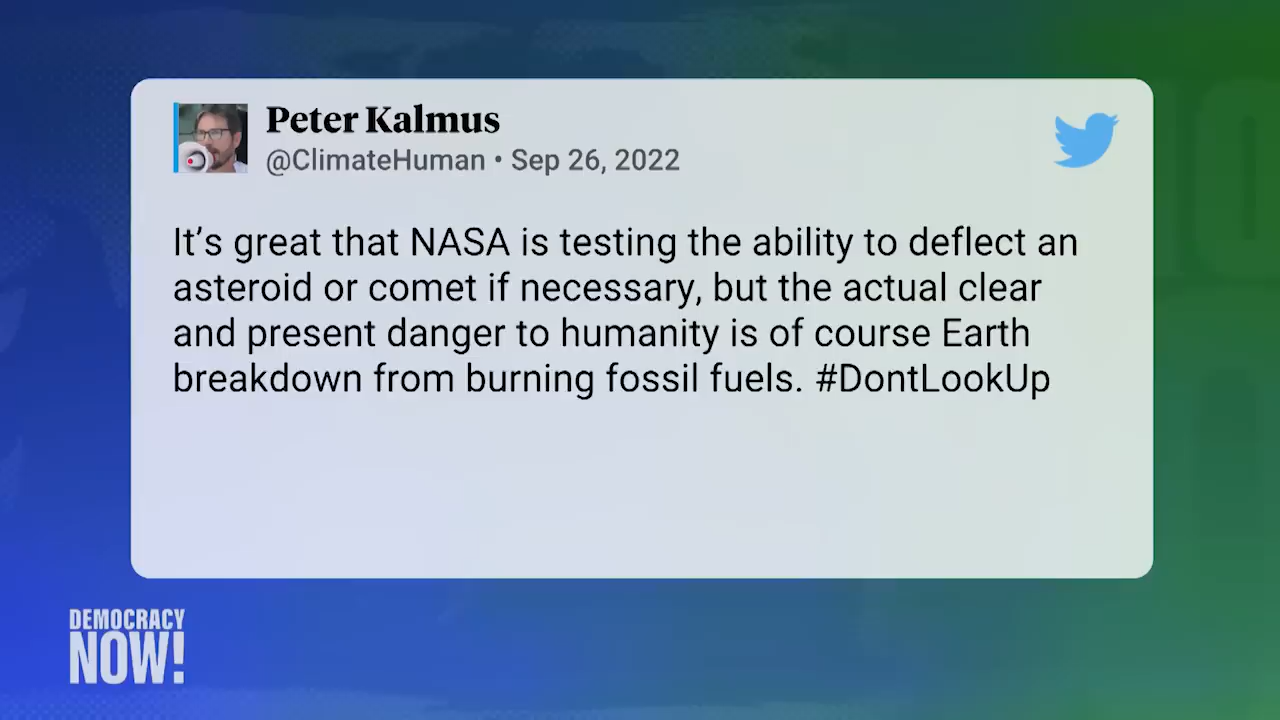 Peter Kalmus
@ClimateHuman • Sep 26, 2022
It’s great that NASA is testing the ability to deflect an
asteroid or comet if necessary, but the actual clear
and present danger to humanity is of course Earth
breakdown from burning fossil fuels. #DontLookUp
DEMOCRACY
NOW!